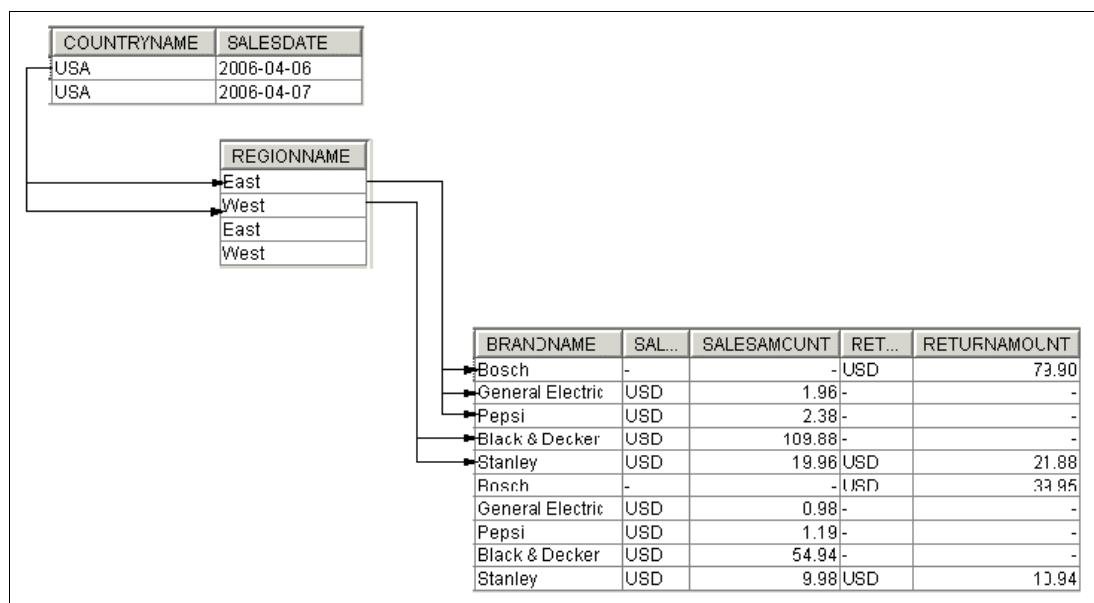 COUNTRYNAME SALESDATE
USA 2006-04-06
USA 2006-04-07
REGIONNAME
East
West
East
West
BRANDNAME SAL... SALESAMOUNT RET... RETURNAMOUNT
Bosch - - USD 79.90
General Electric USD 1.96 - -
Pepsi USD 2.38 - -
Black & Decker USD 109.88 - -
Stanley USD 19.96 USD 21.88
Bosch - - USD 39.95
General Electric USD 0.98 - -
Pepsi USD 1.19 - -
Black & Decker USD 54.94 - -
Stanley USD 9.98 USD 10.94